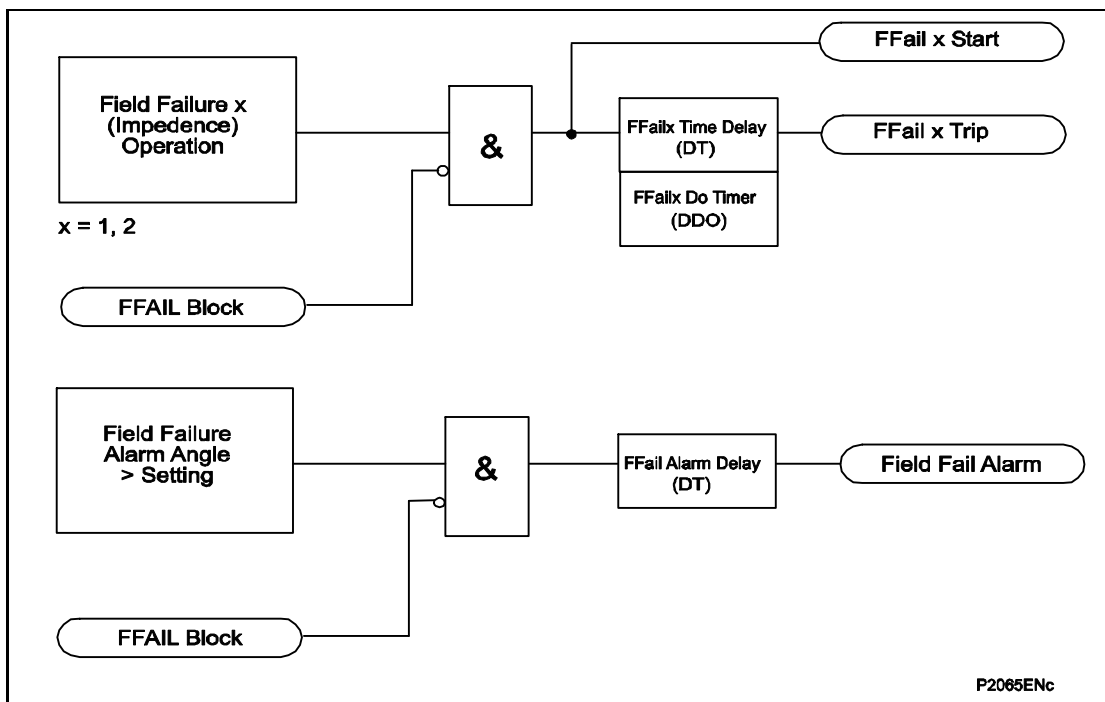 FFail x Start
Field Failure x
(Impedence)
Operation
&
FFailx Time Delay
(DT)
FFail x Trip
FFailx Do Timer
(DDO)
x = 1, 2
FFAIL Block
Field Failure
Alarm Angle
> Setting
&
FFail Alarm Delay
(DT)
Field Fail Alarm
FFAIL Block
P2065ENc